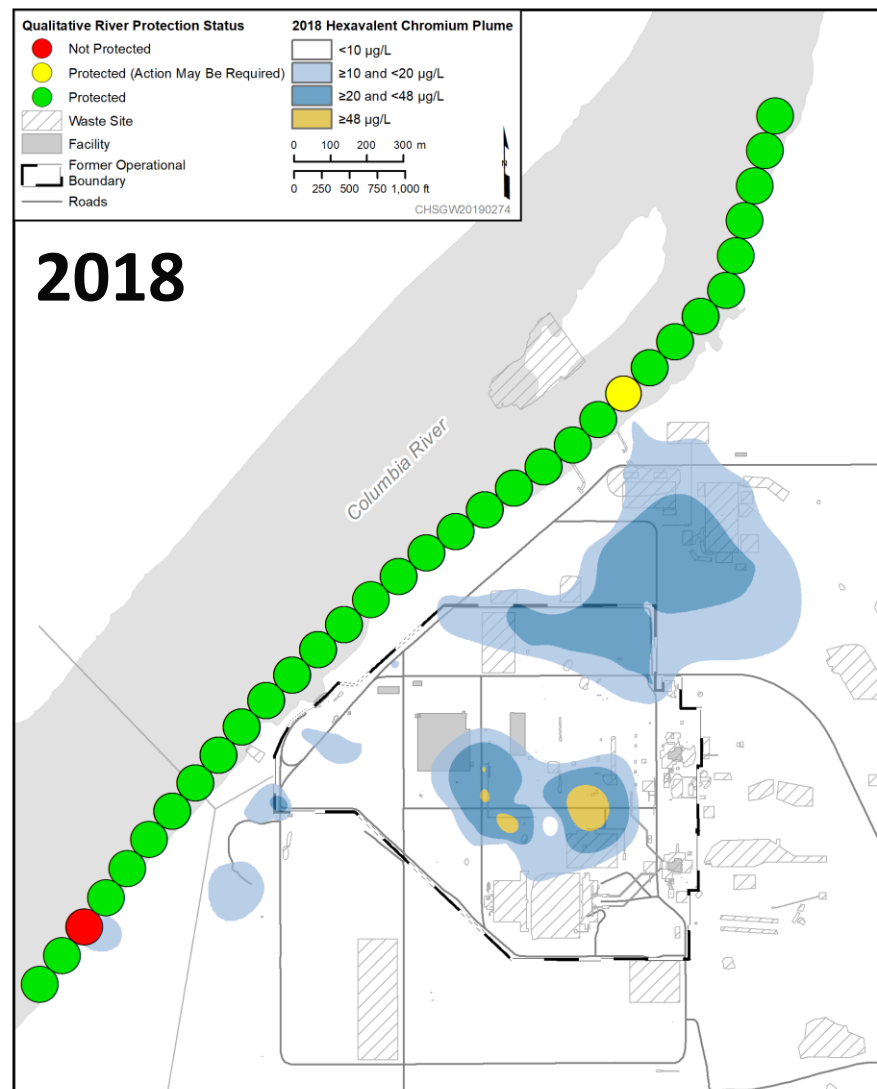 Qualitative River Protection Status
Not Protected
Protected (Action May Be Required)
Protected
Waste Site
Facility
Former Operational
Boundary
Roads
2018 Hexavalent Chromium Plume
<10 µg/L
≥10 and <20 µg/L
≥20 and <48 µg/L
≥48 µg/L
0 100 200 300 m
0 250 500 750 1,000 ft
N
CHSGW20190274
2018
Columbia River